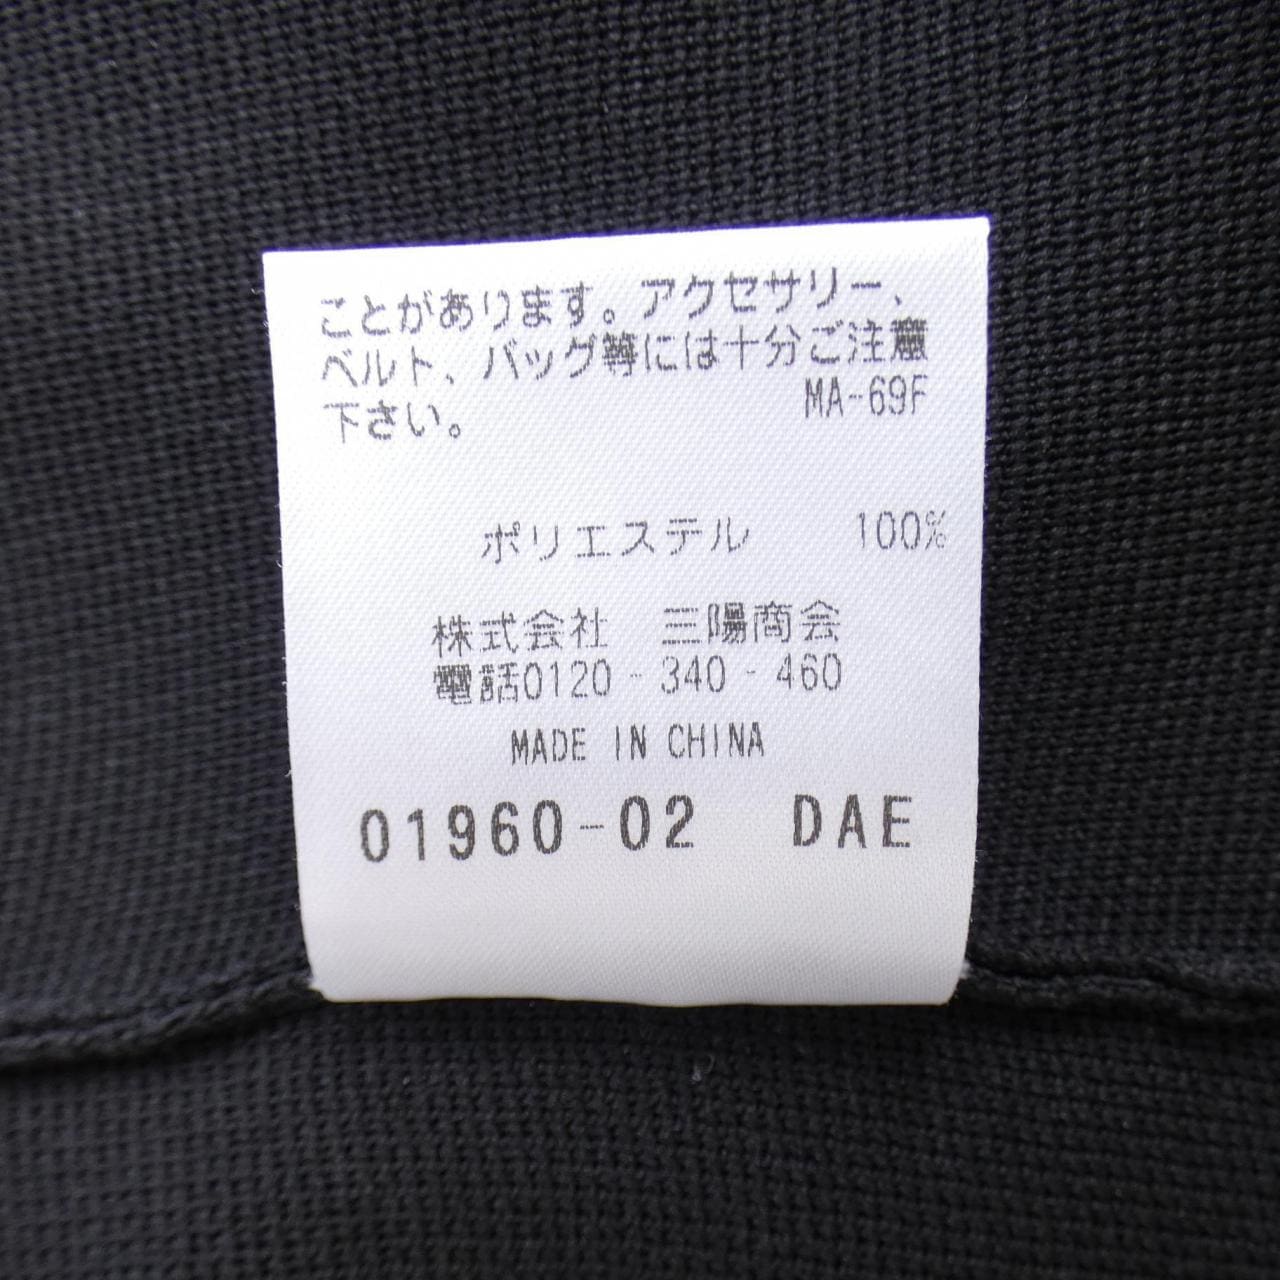 ことがあります。アクセサリー、
ベルト、バッグ等には十分ご注意
下さい。
MA-69F
ポリエステル 100%
株式会社 三陽商会
電話0120-340-460
MADE IN CHINA
01960-02 DAE